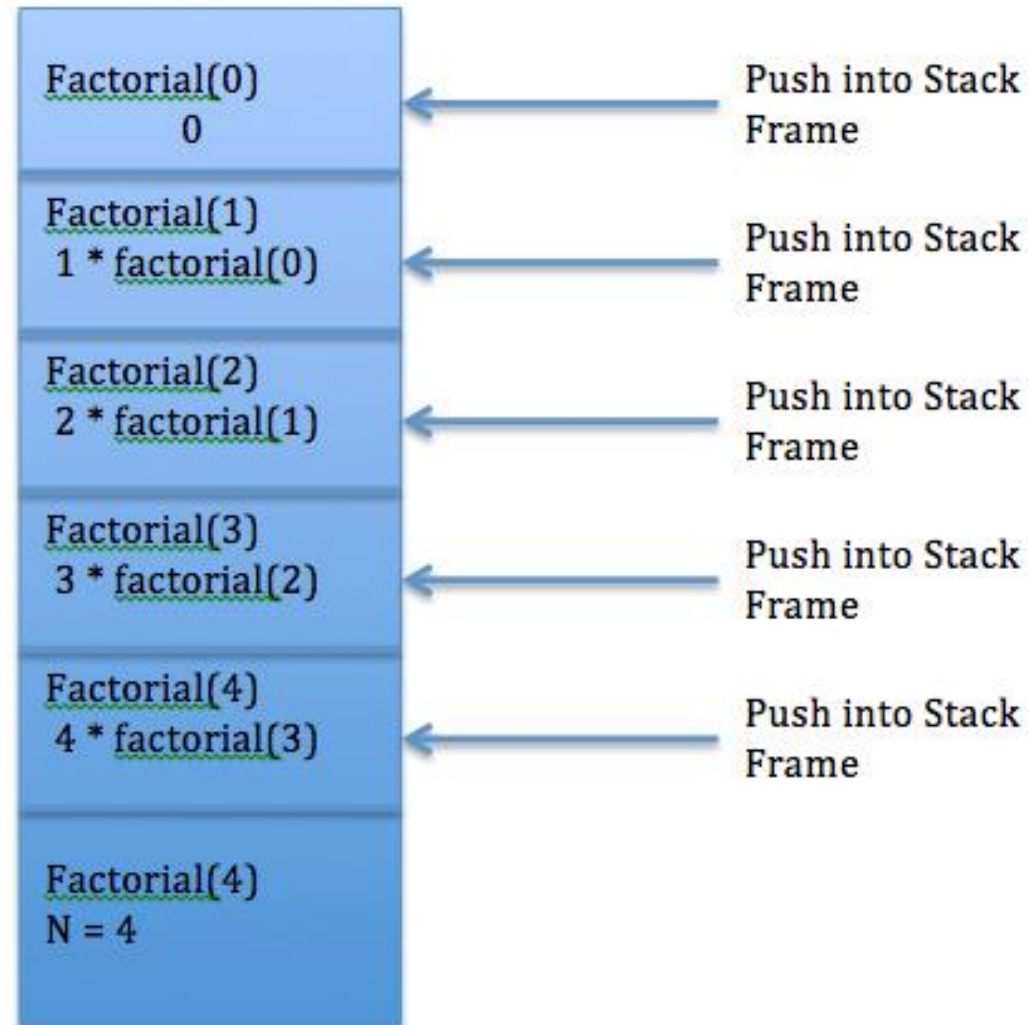 Factorial(0)
0
Push into Stack
Frame
Factorial(1)
1 * factorial(0)
Push into Stack
Frame
Factorial(2)
2 * factorial(1)
Push into Stack
Frame
Factorial(3)
3 * factorial(2)
Push into Stack
Frame
Factorial(4)
4 * factorial(3)
Push into Stack
Frame
Factorial(4)
N = 4